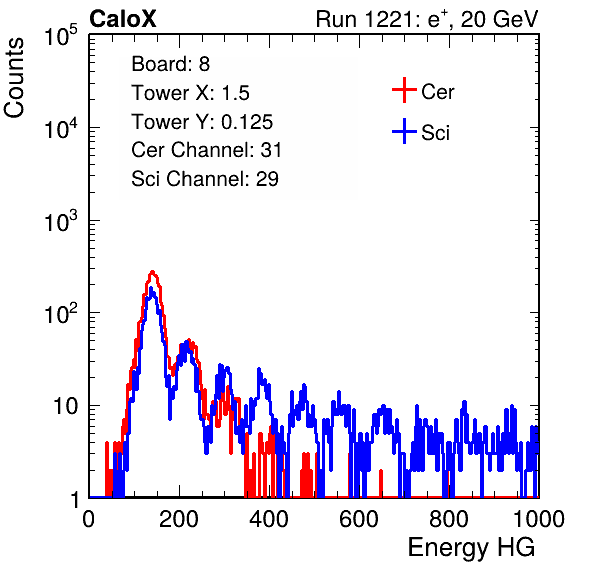 CaloX Run 1221: e⁺, 20 GeV
Counts
10⁵
10⁴
10³
10²
10
1
Board: 8
Tower X: 1.5
Tower Y: 0.125
Cer Channel: 31
Sci Channel: 29
Cer
Sci
0 200 400 600 800 1000
Energy HG